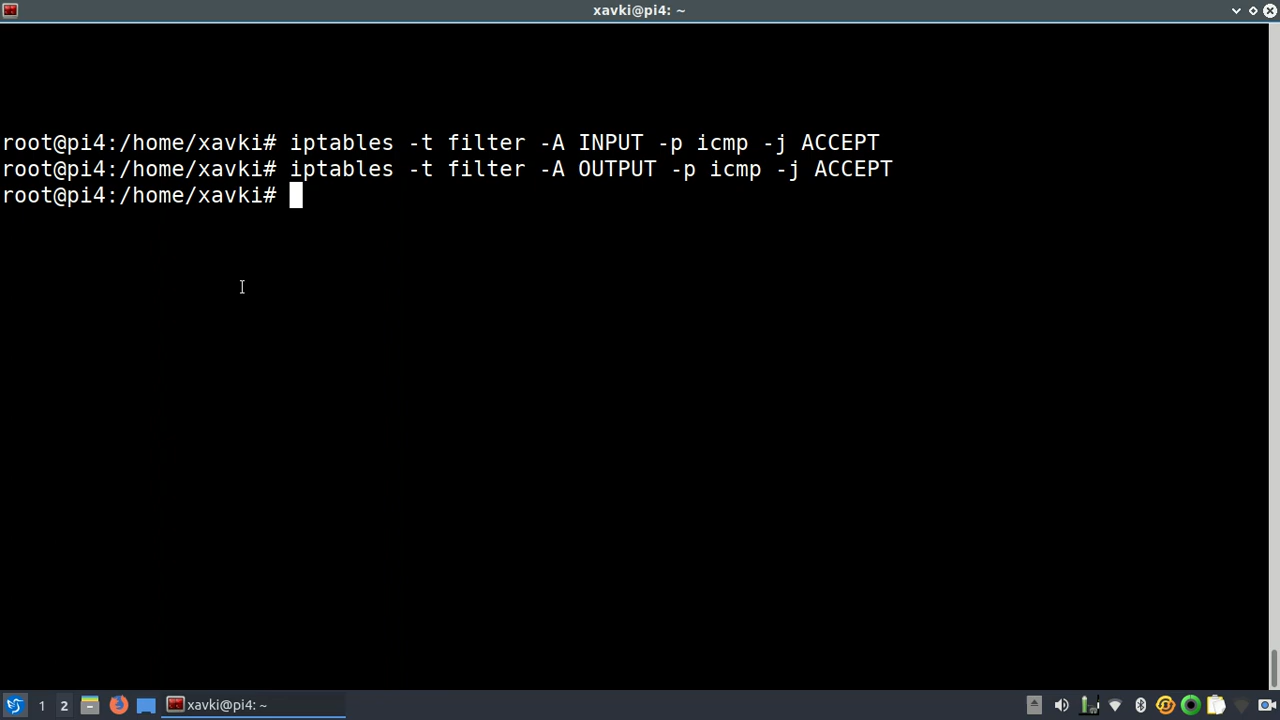 xavki@pi4: ~
root@pi4:/home/xavki# iptables -t filter -A INPUT -p icmp -j ACCEPT
root@pi4:/home/xavki# iptables -t filter -A OUTPUT -p icmp -j ACCEPT
root@pi4:/home/xavki#
1 2 xavki@pi4: ~